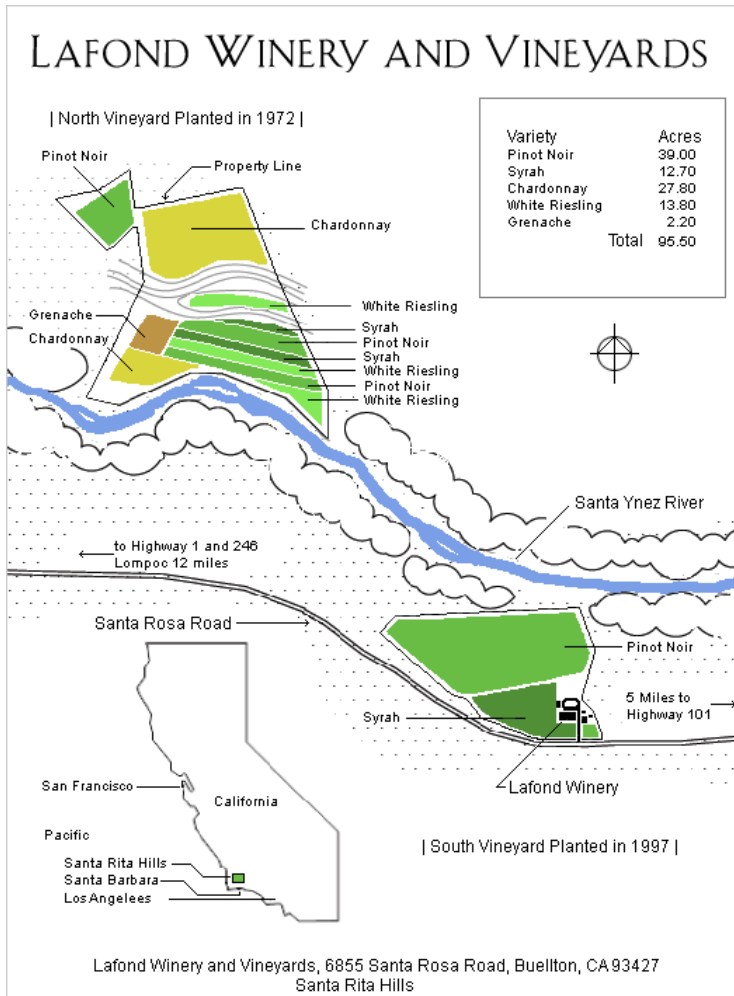 LAFOND WINERY AND VINEYARDS
| North Vineyard Planted in 1972 |
Variety Acres
Pinot Noir 39.00
Syrah 12.70
Chardonnay 27.80
White Riesling 13.80
Grenache 2.20
Total 95.50
Pinot Noir
Property Line
Chardonnay
White Riesling
Grenache
Syrah
Chardonnay
Pinot Noir
Syrah
White Riesling
Pinot Noir
White Riesling
Santa Ynez River
to Highway 1 and 246
Lompoc 12 miles
Santa Rosa Road
Pinot Noir
5 Miles to
Highway 101
Syrah
Lafond Winery
San Francisco
California
Pacific
| South Vineyard Planted in 1997 |
Santa Rita Hills
Santa Barbara
Los Angelees
Lafond Winery and Vineyards, 6855 Santa Rosa Road, Buellton, CA 93427
Santa Rita Hills